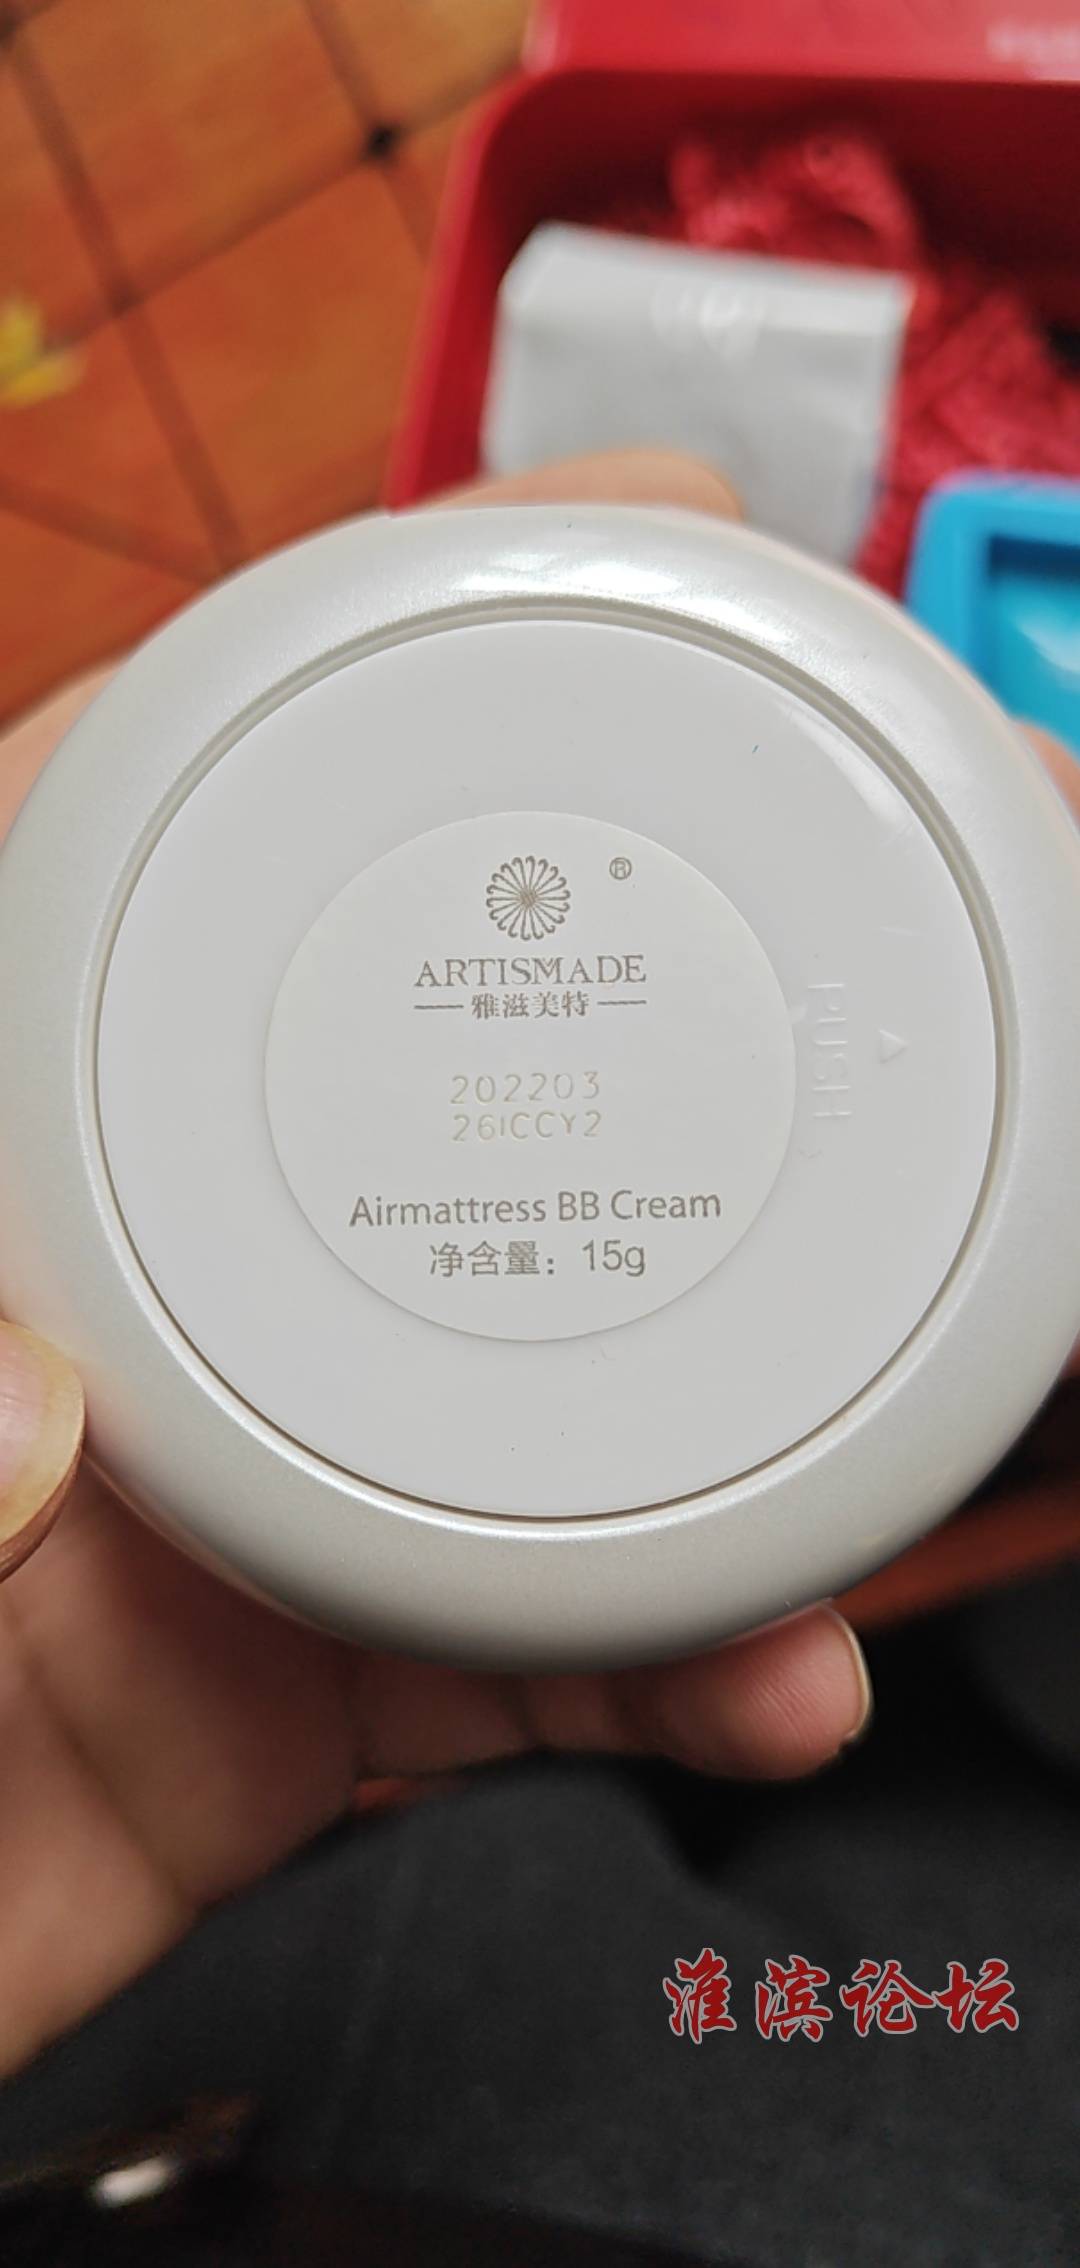 ®
ARTISMADE
雅滋美特
202203
26ICCY2
PUSH
Airmattress BB Cream
净含量：15g
淮滨论坛